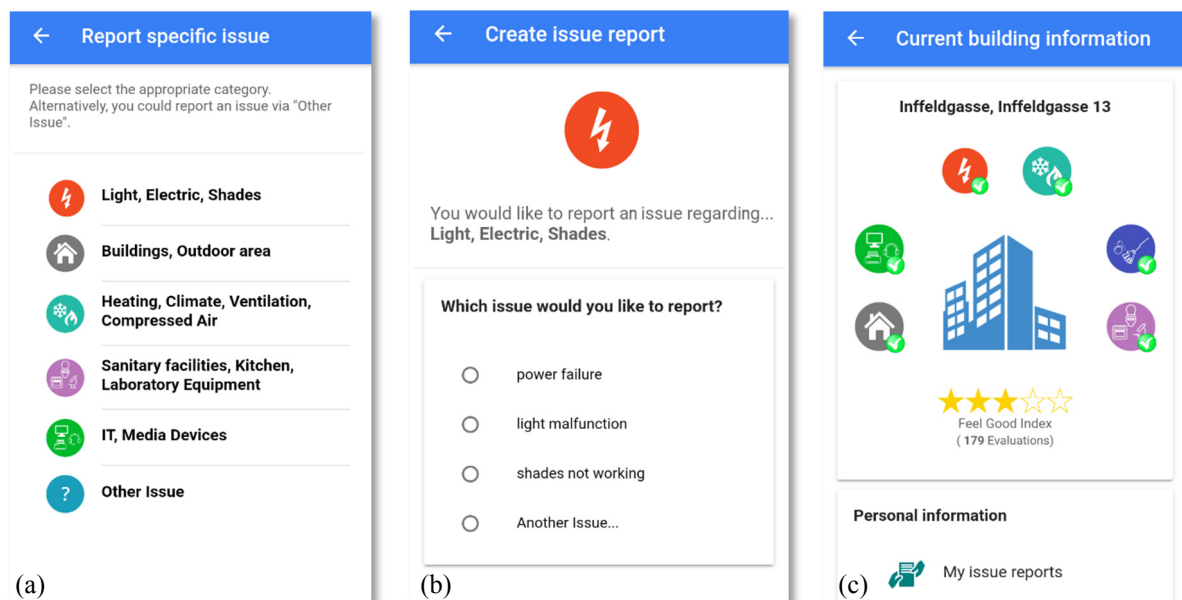 Report specific issue
Please select the appropriate category.
Alternatively, you could report an issue via "Other
Issue".
Light, Electric, Shades
Buildings, Outdoor area
Heating, Climate, Ventilation,
Compressed Air
Sanitary facilities, Kitchen,
Laboratory Equipment
IT, Media Devices
?
Other Issue
(a)
Create issue report
You would like to report an issue regarding...
Light, Electric, Shades.
Which issue would you like to report?
power failure
light malfunction
shades not working
Another Issue...
(b)
Current building information
Inffeldgasse, Inffeldgasse 13
Feel Good Index
( 179 Evaluations)
Personal information
My issue reports
(c)